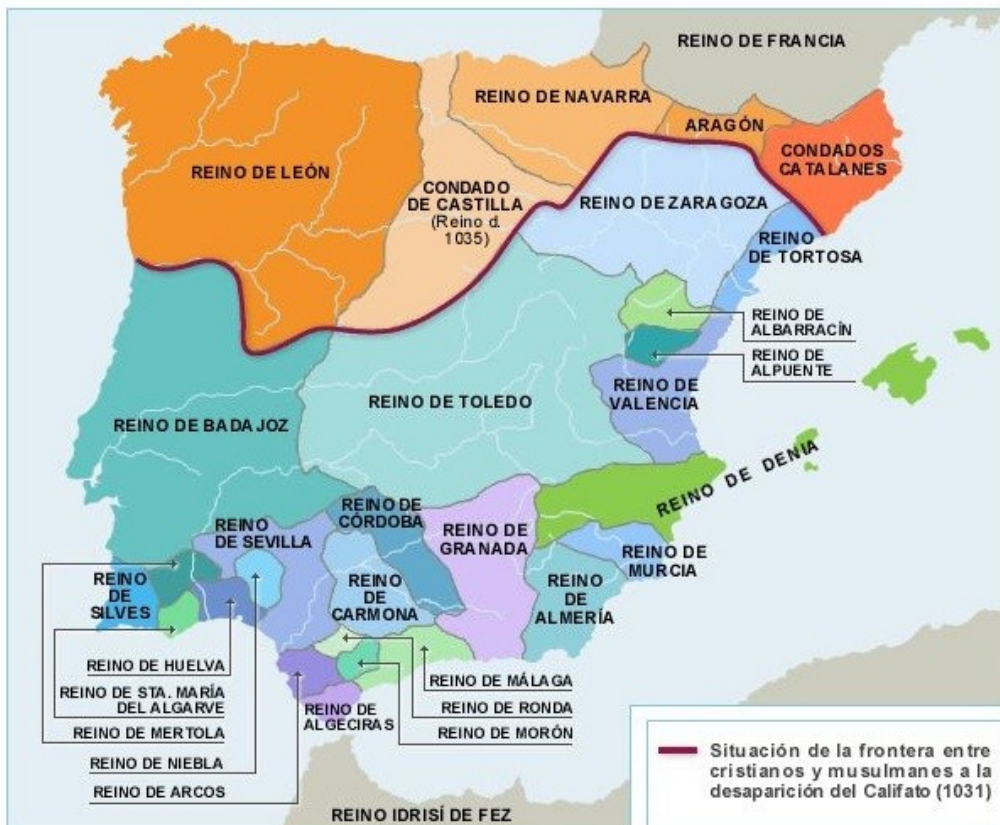 REINO DE FRANCIA
REINO DE NAVARRA
ARAGÓN
CONDADOS
CATALANES
REINO DE LEÓN
CONDADO
DE CASTILLA
(Reino d.
1035)
REINO DE ZARAGOZA
REINO
DE TORTOSA
REINO DE
ALBARRACÍN
REINO DE
ALPUENTE
REINO DE
VALENCIA
REINO DE TOLEDO
REINO DE BADAJOZ
REINO DE DENIA
REINO DE
CÓRDOBA
REINO
DE SEVILLA
REINO DE
GRANADA
REINO DE
MURCIA
REINO
DE
SILVES
REINO
DE
CARMONA
REINO
DE
ALMERÍA
REINO DE HUELVA
REINO DE STA. MARÍA
DEL ALGARVE
REINO DE MERTOLA
REINO DE NIEBLA
REINO DE ARCOS
REINO DE
ALGECIRAS
REINO DE MÁLAGA
REINO DE RONDA
REINO DE MORÓN
REINO IDRISÍ DE FEZ
Situación de la frontera entre
cristianos y musulmanes a la
desaparición del Califato (1031)